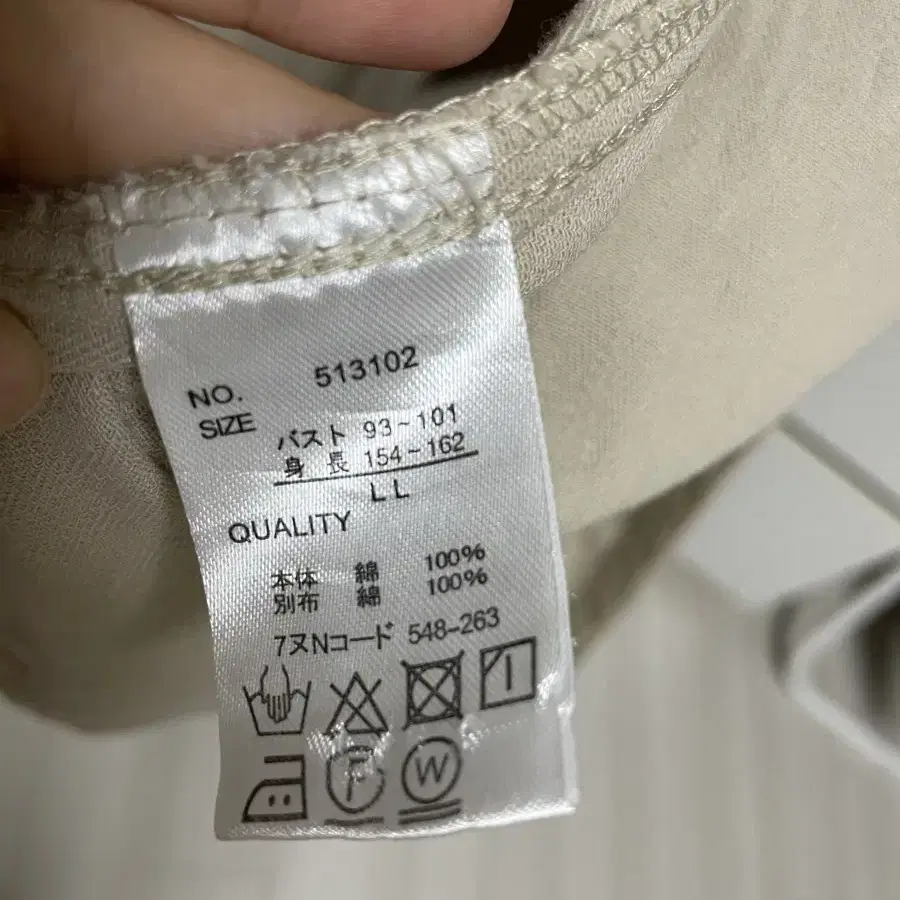 NO. 513102
SIZE
バスト 93~101
身 長 154~162
LL
QUALITY
本体 綿 100%
別布 綿 100%
7ヌNコード 548-263
F W